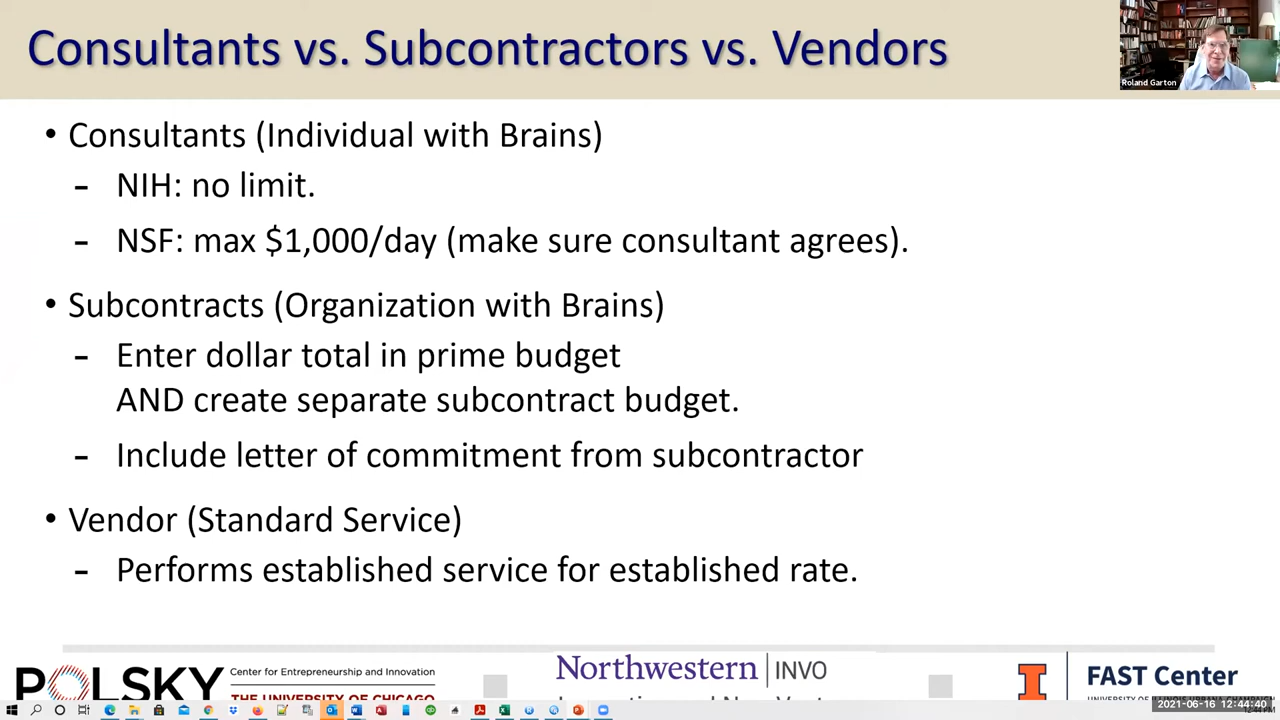 Consultants vs. Subcontractors vs. Vendors
Roland Garton
• Consultants (Individual with Brains)
- NIH: no limit.
- NSF: max $1,000/day (make sure consultant agrees).
• Subcontracts (Organization with Brains)
- Enter dollar total in prime budget
AND create separate subcontract budget.
- Include letter of commitment from subcontractor
• Vendor (Standard Service)
- Performs established service for established rate.
POLSKY
Center for Entrepreneurship and Innovation
THE UNIVERSITY OF CHICAGO
Northwestern | INVO
I
FAST Center
2021-06-16 12:44:40